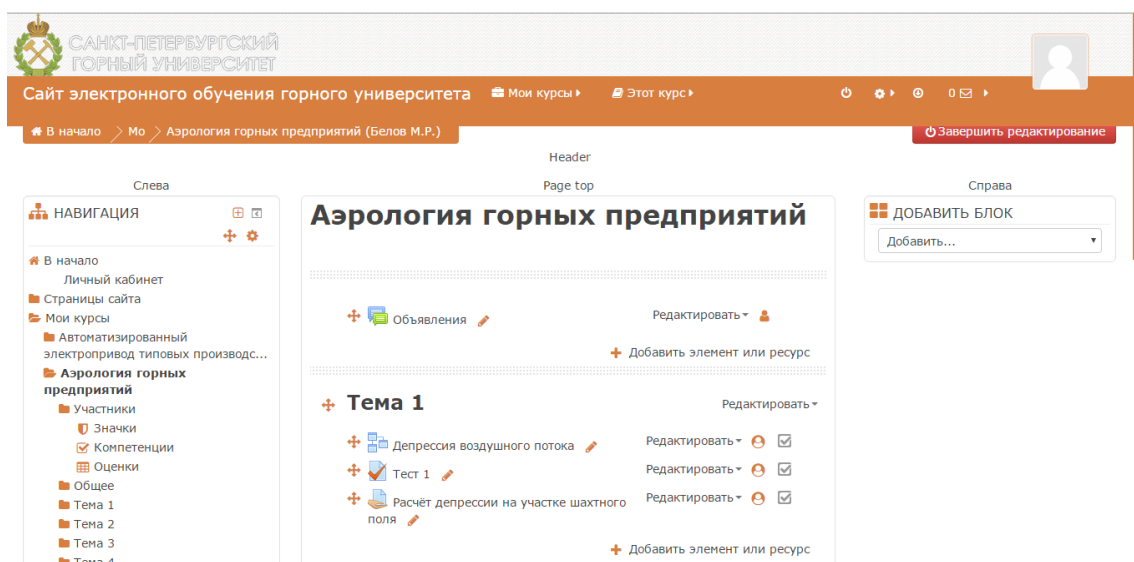 САНКТ-ПЕТЕРБУРГСКИЙ
ГОРНЫЙ УНИВЕРСИТЕТ
Сайт электронного обучения горного университета
Мои курсы
Этот курс
0
В начало
Мо
Аэрология горных предприятий (Белов М.Р.)
Завершить редактирование
Header
Слева
Page top
Справа
НАВИГАЦИЯ
В начало
Личный кабинет
Страницы сайта
Мои курсы
Автоматизированный
электропривод типовых производс...
Аэрология горных
предприятий
Участники
Значки
Компетенции
Оценки
Общее
Тема 1
Тема 2
Тема 3
Тема 4
Аэрология горных предприятий
Объявления
Редактировать
Добавить элемент или ресурс
Тема 1
Редактировать
Депрессия воздушного потока
Редактировать
Тест 1
Редактировать
Расчёт депрессии на участке шахтного
поля
Редактировать
Добавить элемент или ресурс
ДОБАВИТЬ БЛОК
Добавить...